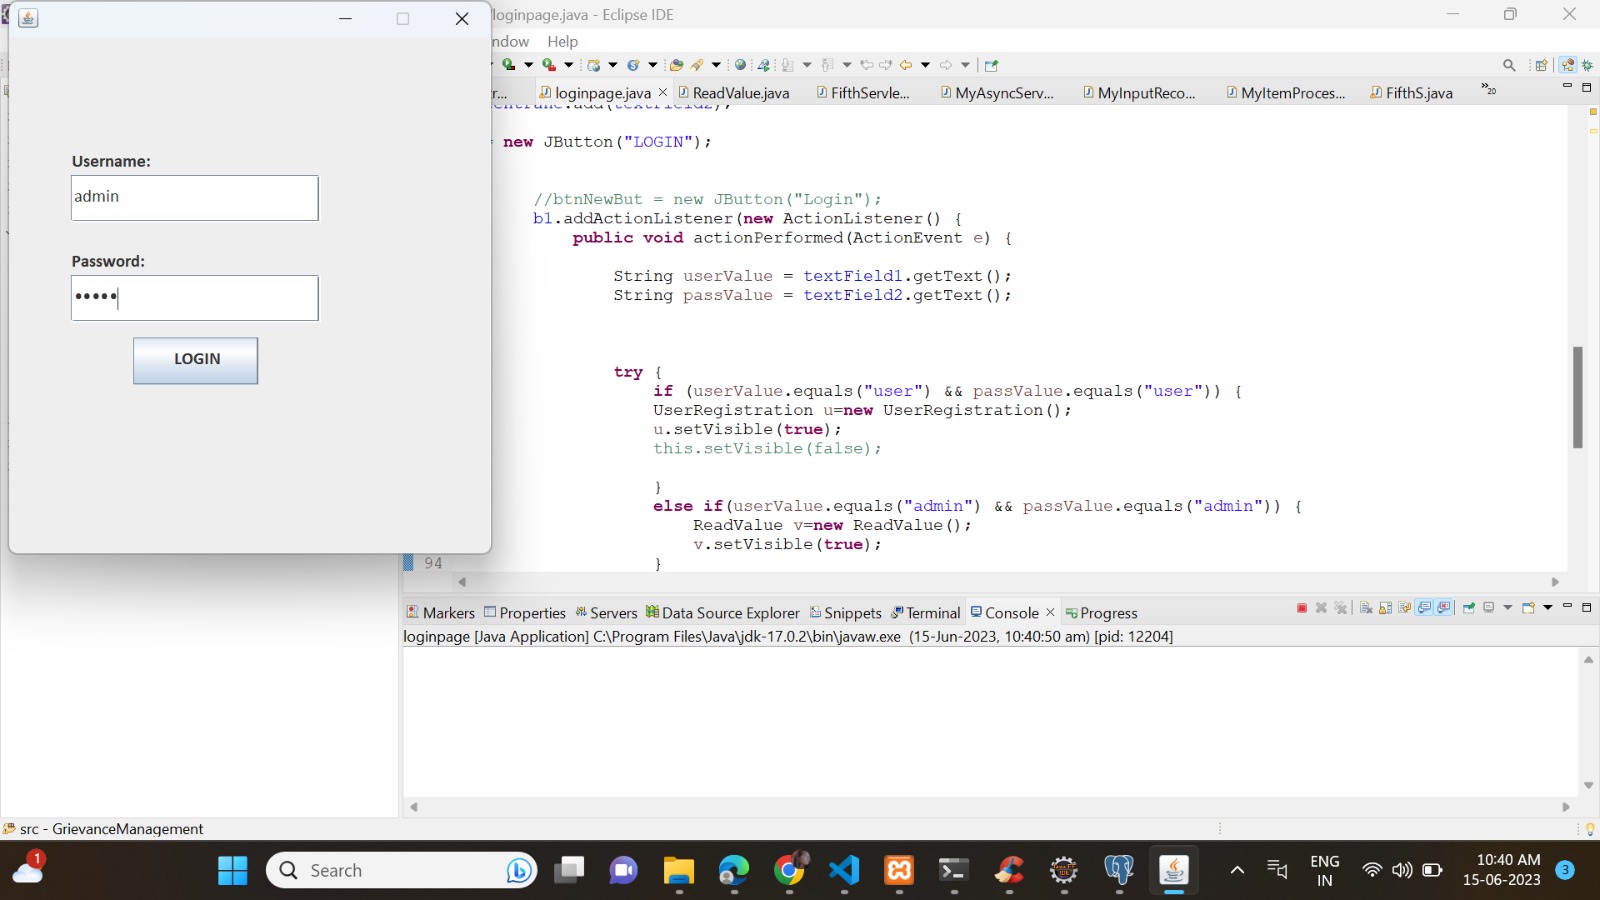 loginpage.java - Eclipse IDE
ndow Help
r... loginpage.java ReadValue.java FifthServle... MyAsyncServ... MyInputReco... MyItemProces... FifthS.java »20
Username:
admin
Password:
•••••
LOGIN
new JButton("LOGIN");
//btnNewBut = new JButton("Login");
b1.addActionListener(new ActionListener() {
public void actionPerformed(ActionEvent e) {
String userValue = textField1.getText();
String passValue = textField2.getText();
try {
if (userValue.equals("user") && passValue.equals("user")) {
UserRegistration u=new UserRegistration();
u.setVisible(true);
this.setVisible(false);
}
else if(userValue.equals("admin") && passValue.equals("admin")) {
ReadValue v=new ReadValue();
v.setVisible(true);
94 }
Markers Properties Servers Data Source Explorer Snippets Terminal Console Progress
loginpage [Java Application] C:\Program Files\Java\jdk-17.0.2\bin\javaw.exe (15-Jun-2023, 10:40:50 am) [pid: 12204]
src - GrievanceManagement
1 Search ENG IN 10:40 AM 15-06-2023 3